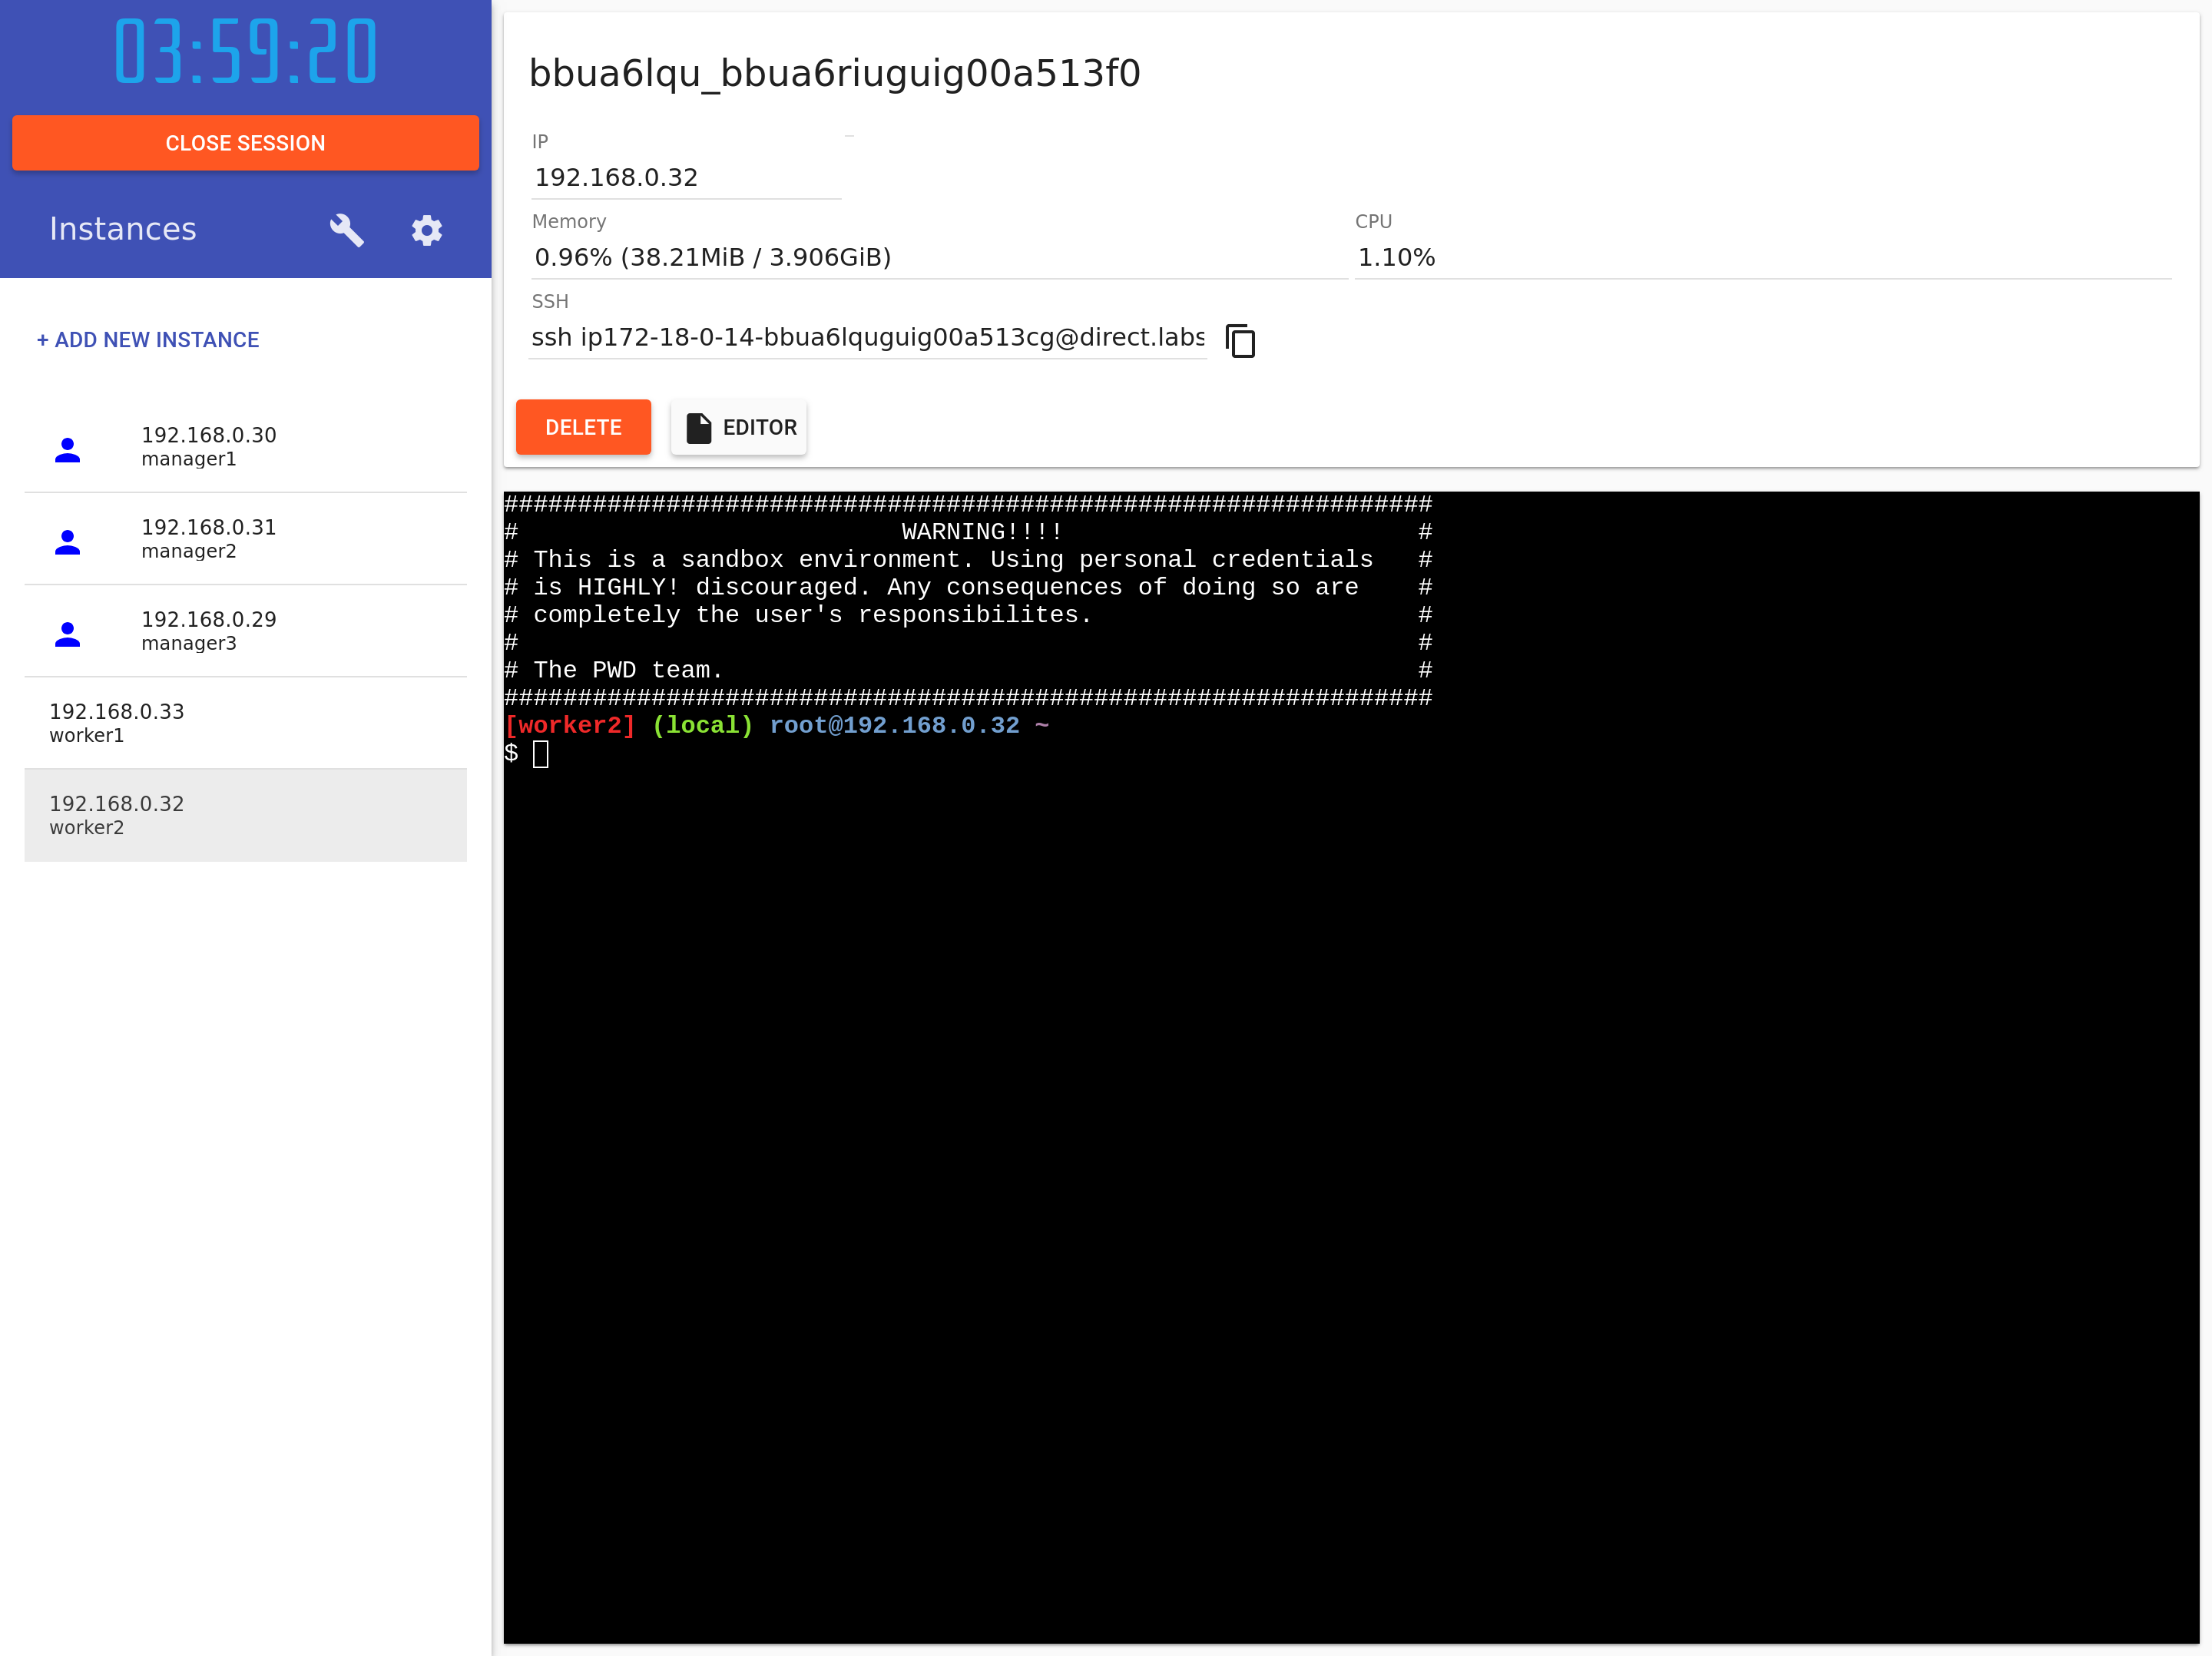 03:59:20
CLOSE SESSION
Instances
+ ADD NEW INSTANCE
192.168.0.30
manager1
192.168.0.31
manager2
192.168.0.29
manager3
192.168.0.33
worker1
192.168.0.32
worker2
bbua6lqu_bbua6riuguig00a513f0
IP
192.168.0.32
Memory
0.96% (38.21MiB / 3.906GiB)
CPU
1.10%
SSH
ssh ip172-18-0-14-bbua6lquguig00a513cg@direct.labs
DELETE
EDITOR
###############################################################
# WARNING!!!! #
# This is a sandbox environment. Using personal credentials #
# is HIGHLY! discouraged. Any consequences of doing so are #
# completely the user's responsibilites. #
# #
# The PWD team. #
###############################################################
[worker2] (local) root@192.168.0.32 ~
$